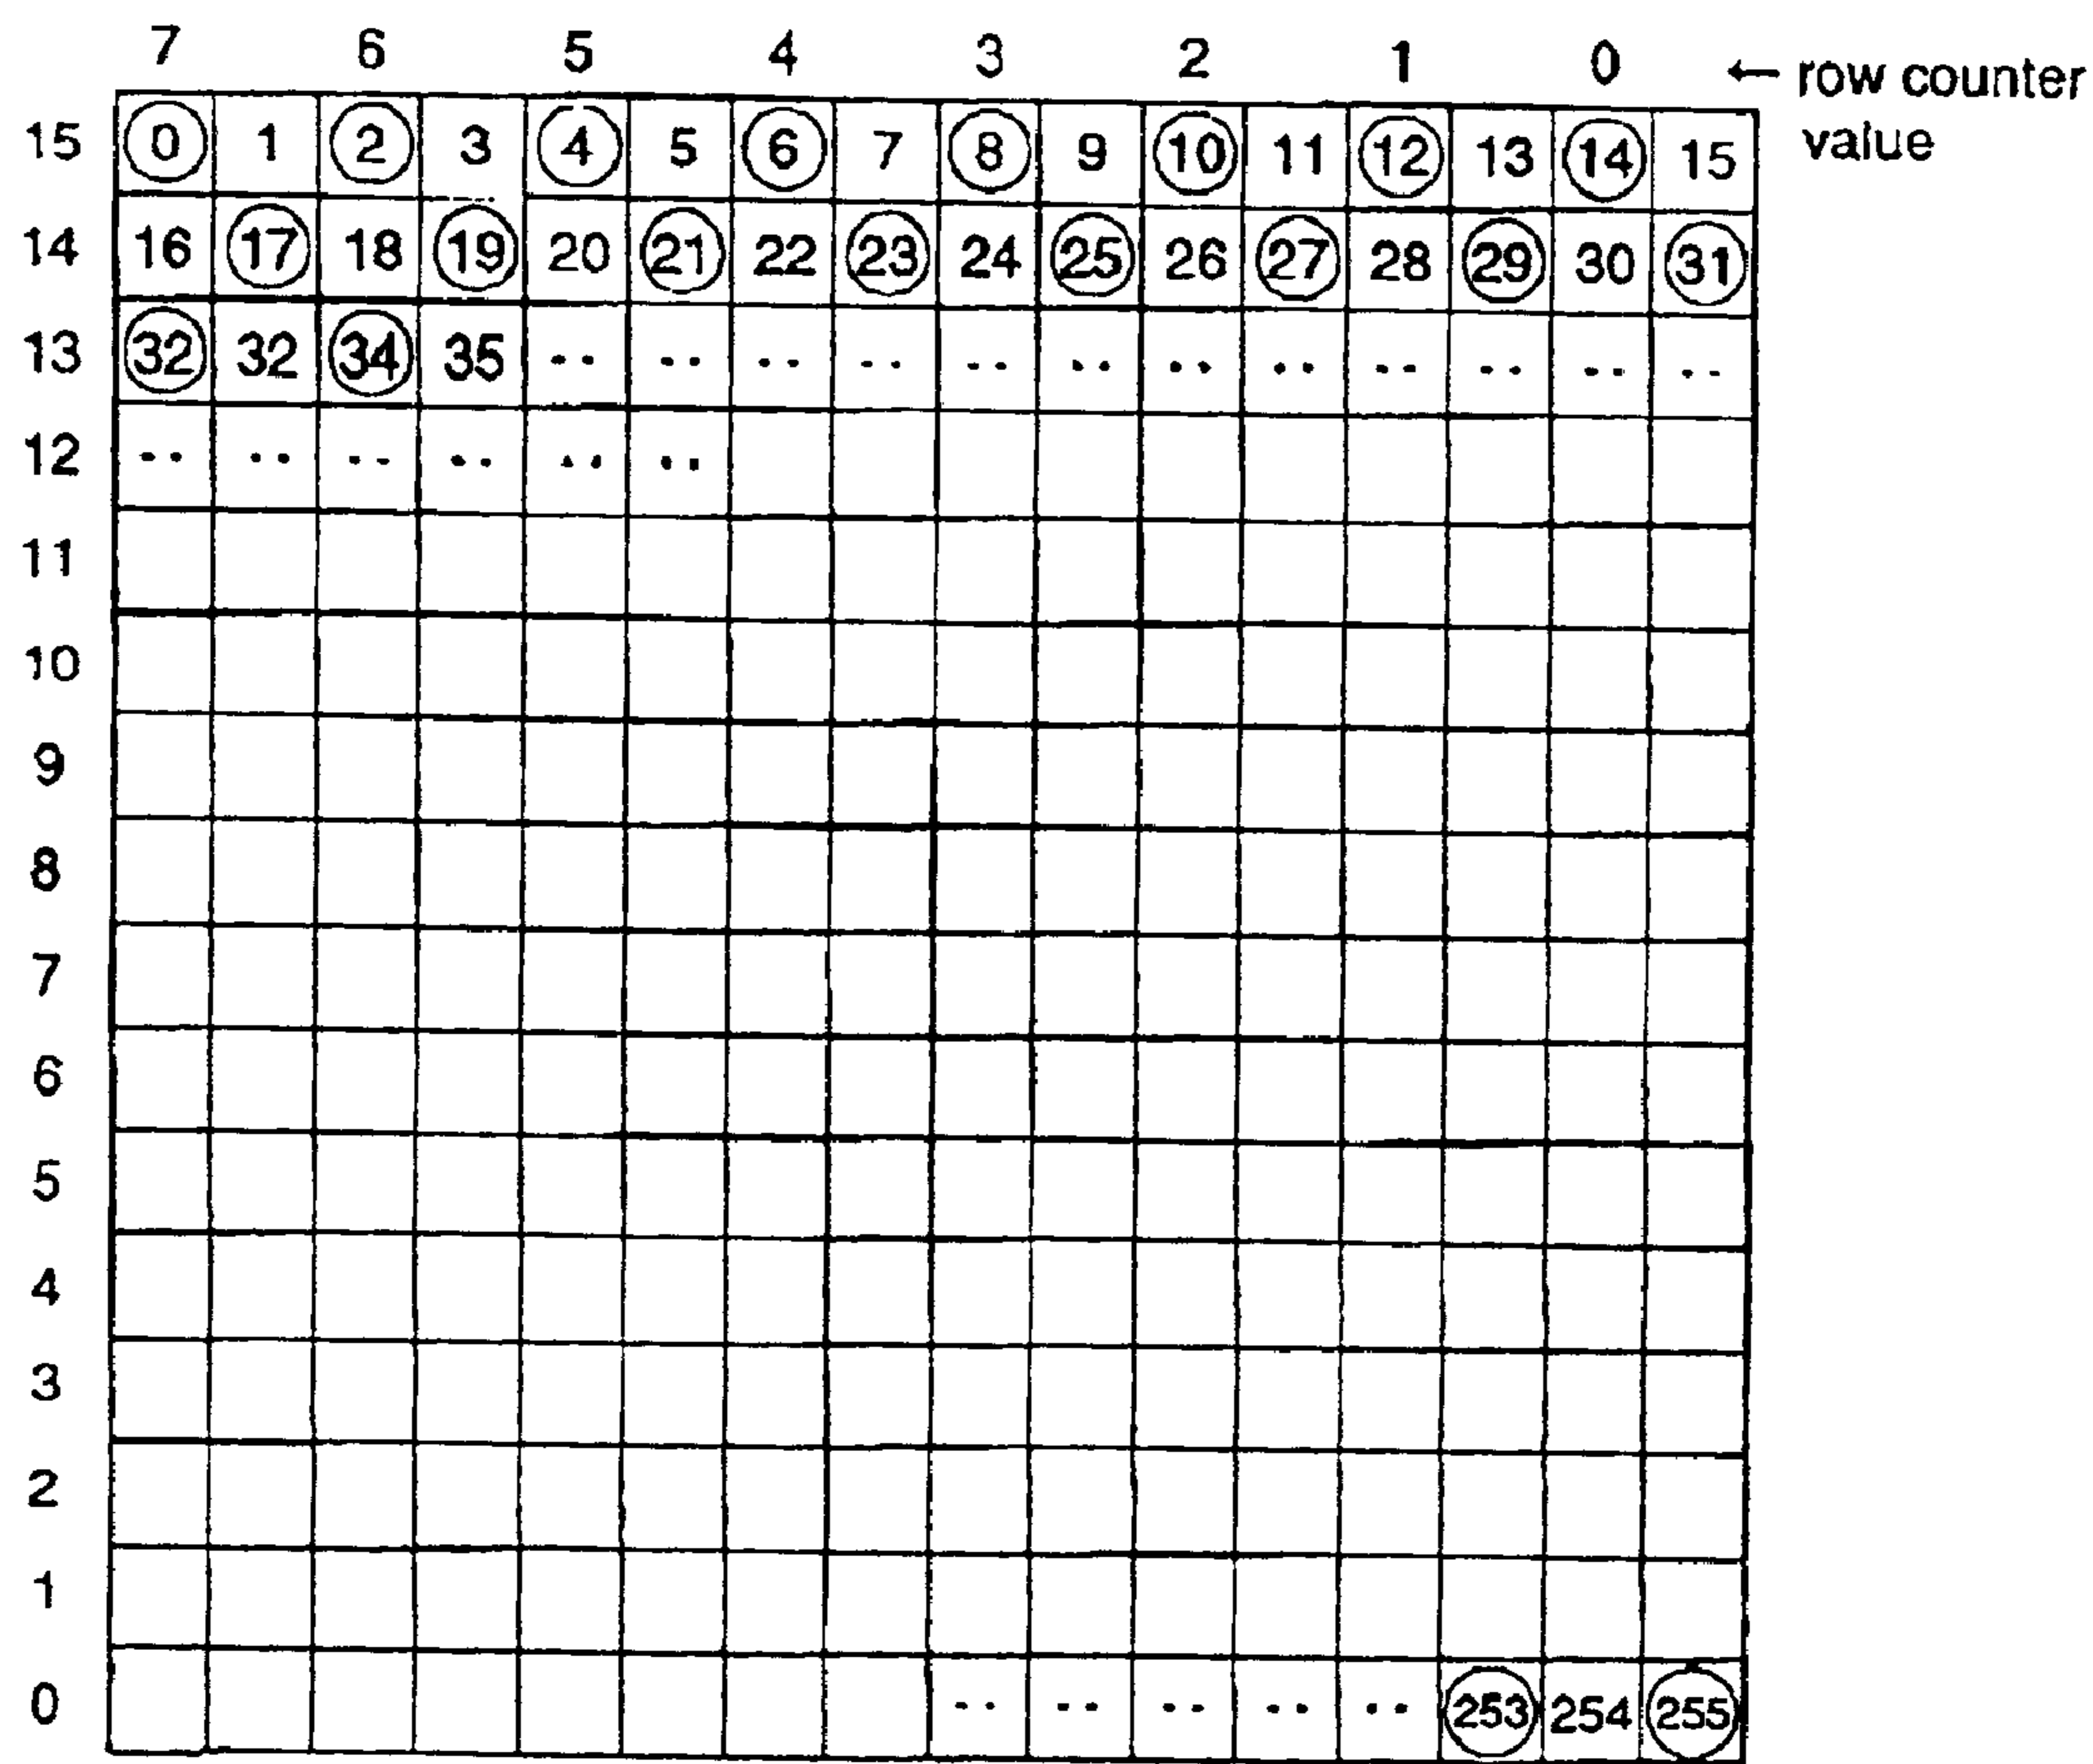 7 6 5 4 3 2 1 0 ← row counter value
15 0 1 2 3 4 5 6 7 8 9 10 11 12 13 14 15
14 16 17 18 19 20 21 22 23 24 25 26 27 28 29 30 31
13 32 32 34 35 .. .. .. .. .. .. .. .. .. .. .. ..
12 .. .. .. .. .. ..
11
10
9
8
7
6
5
4
3
2
1
0 .. .. .. .. .. 253 254 255